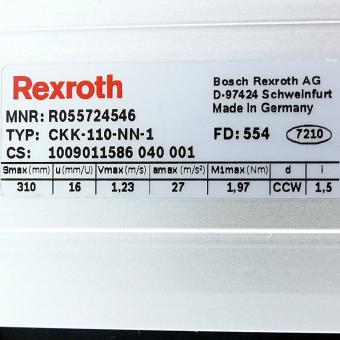 Rexroth
Bosch Rexroth AG
D-97424 Schweinfurt
Made in Germany
MNR: R055724546
TYP: CKK-110-NN-1
FD: 554 7210
CS: 1009011586 040 001
Smax (mm) u (mm/U) Vmax (m/s) amax (m/s²) M1max (Nm) d i
310 16 1,23 27 1,97 CCW 1,5